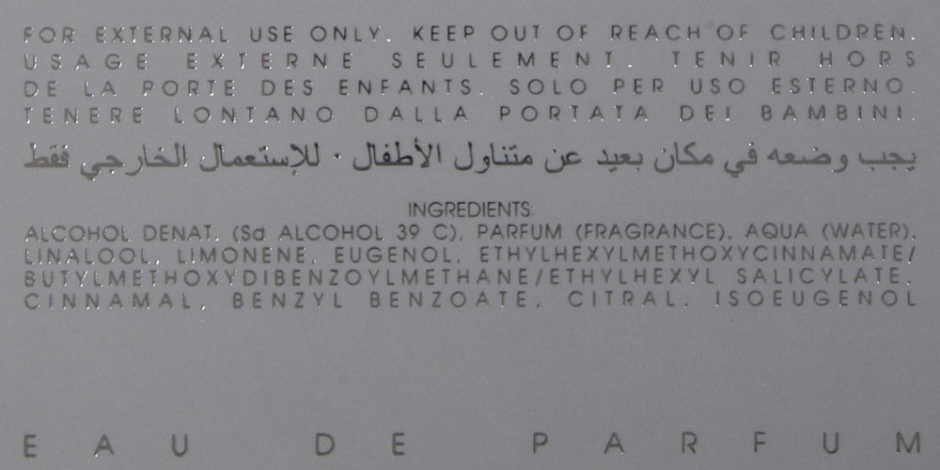 FOR EXTERNAL USE ONLY. KEEP OUT OF REACH OF CHILDREN.
USAGE EXTERNE SEULEMENT. TENIR HORS
DE LA PORTE DES ENFANTS. SOLO PER USO ESTERNO.
TENERE LONTANO DALLA PORTATA DEI BAMBINI.
يجب وضعه في مكان بعيد عن متناول الأطفال · للإستعمال الخارجي فقط
INGREDIENTS
ALCOHOL DENAT. (Sd ALCOHOL 39 C), PARFUM (FRAGRANCE), AQUA (WATER),
LINALOOL, LIMONENE, EUGENOL, ETHYLHEXYLMETHOXYCINNAMATE/
BUTYLMETHOXYDIBENZOYLMETHANE/ETHYLHEXYL SALICYLATE,
CINNAMAL, BENZYL BENZOATE, CITRAL, ISOEUGENOL
EAU DE PARFUM